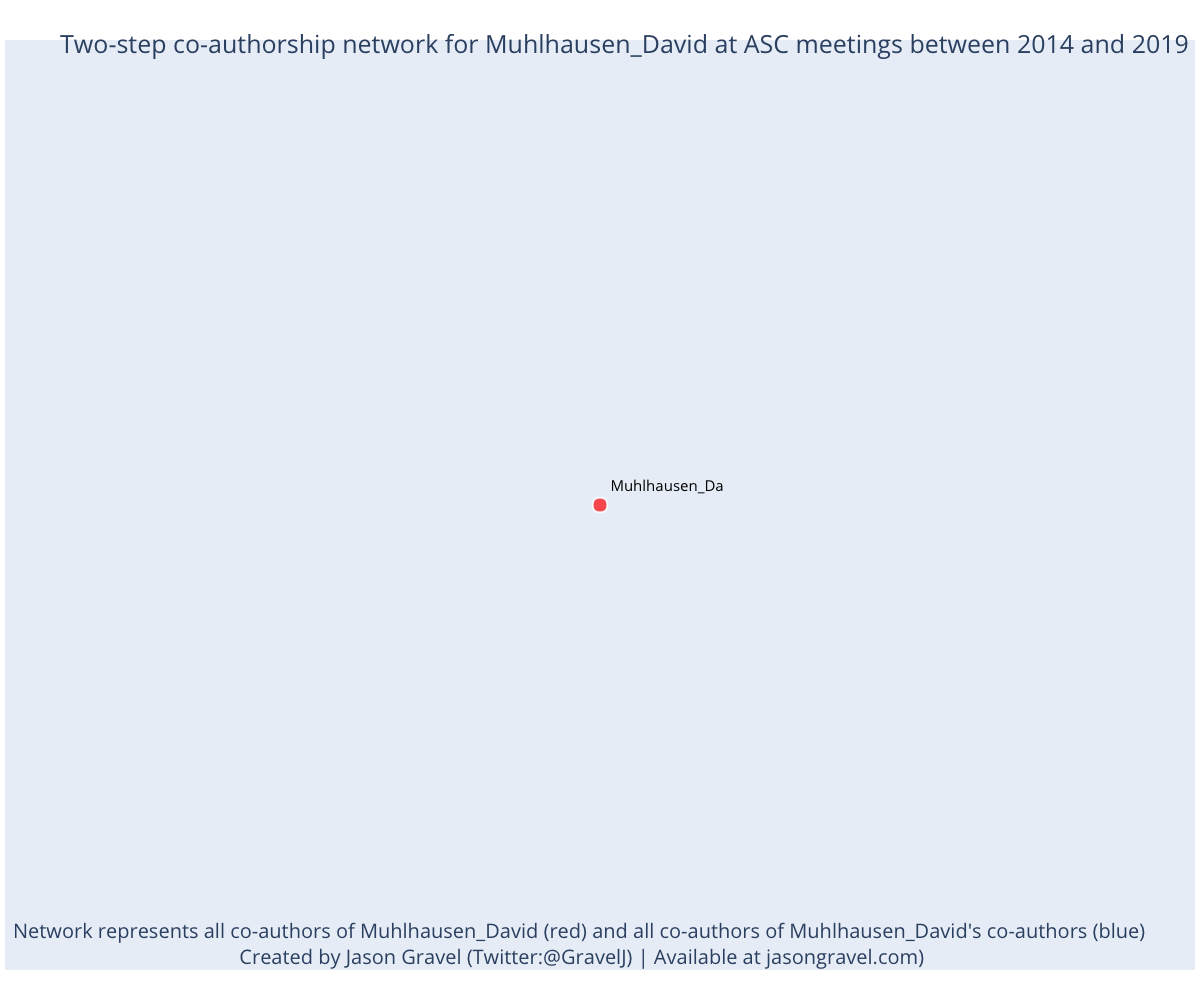 Two-step co-authorship network for Muhlhausen_David at ASC meetings between 2014 and 2019
Muhlhausen_Da
Network represents all co-authors of Muhlhausen_David (red) and all co-authors of Muhlhausen_David's co-authors (blue)
Created by Jason Gravel (Twitter:@GravelJ) | Available at jasongravel.com)